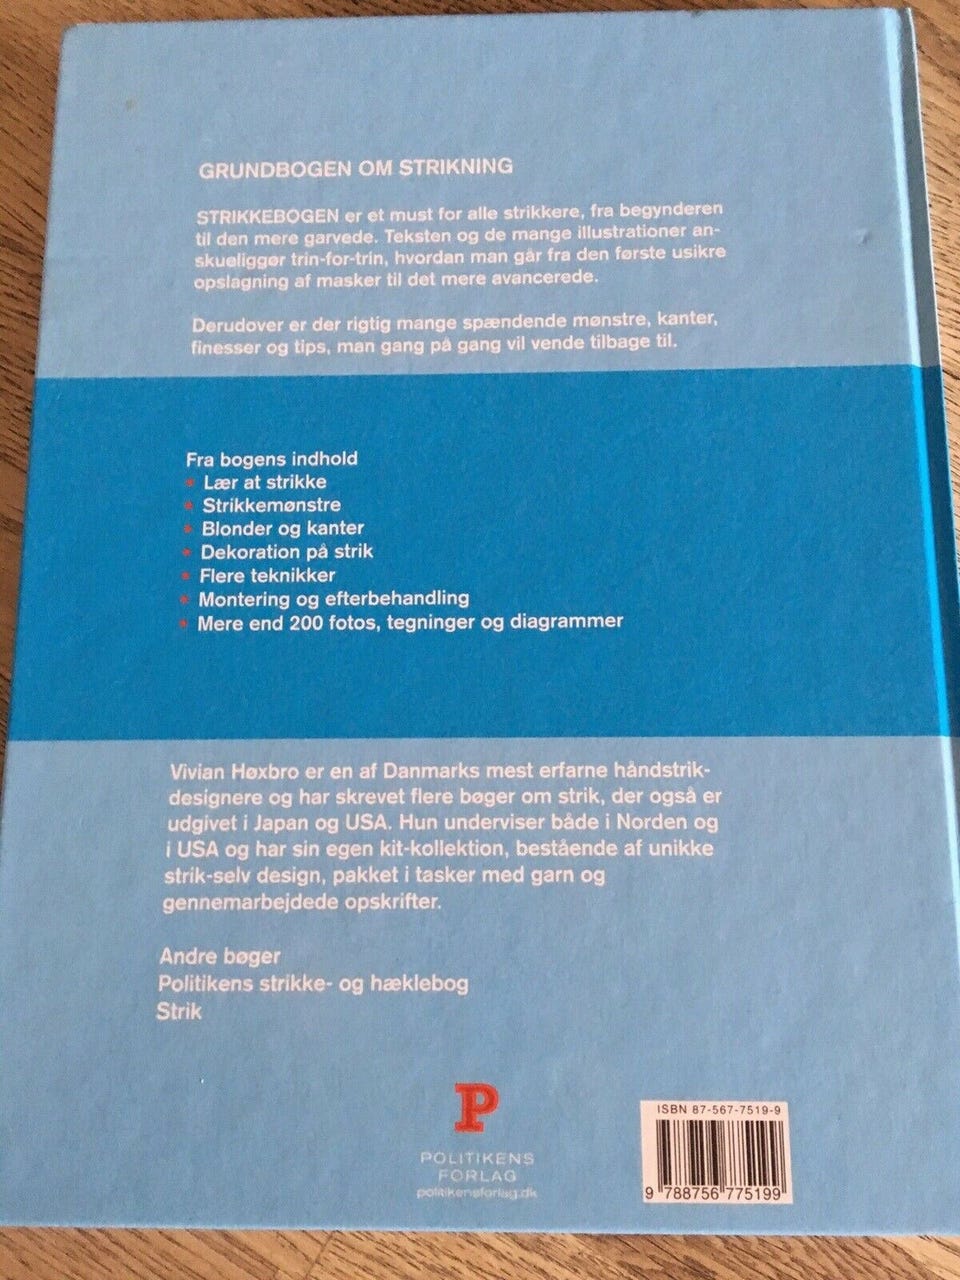 GRUNDBOGEN OM STRIKNING
STRIKKEBOGEN er et must for alle strikkere, fra begynderen
til den mere garvede. Teksten og de mange illustrationer an-
skueliggør trin-for-trin, hvordan man går fra den første usikre
opslagning af masker til det mere avancerede.
Derudover er der rigtig mange spændende mønstre, kanter,
finesser og tips, man gang på gang vil vende tilbage til.
Fra bogens indhold
* Lær at strikke
* Strikkemønstre
* Blonder og kanter
* Dekoration på strik
* Flere teknikker
* Montering og efterbehandling
* Mere end 200 fotos, tegninger og diagrammer
Vivian Høxbro er en af Danmarks mest erfarne håndstrik-
designere og har skrevet flere bøger om strik, der også er
udgivet i Japan og USA. Hun underviser både i Norden og
i USA og har sin egen kit-kollektion, bestående af unikke
strik-selv design, pakket i tasker med garn og
gennemarbejdede opskrifter.
Andre bøger
Politikens strikke- og hæklebog
Strik
P
POLITIKENS
FORLAG
politikensforlag.dk
ISBN 87-567-7519-9
9 788756 775199